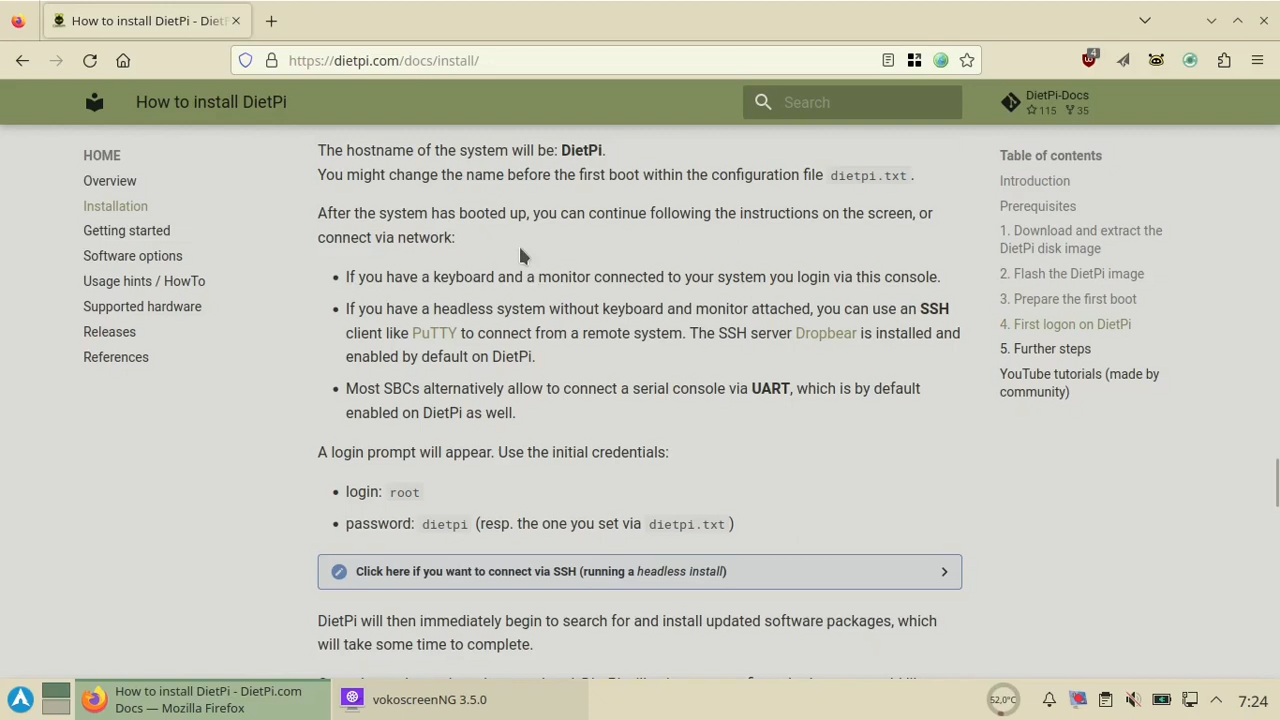 How to install DietPi - Diet
https://dietpi.com/docs/install/
4
How to install DietPi
Search
DietPi-Docs
115 35
HOME
Overview
Installation
Getting started
Software options
Usage hints / HowTo
Supported hardware
Releases
References
The hostname of the system will be: DietPi.
You might change the name before the first boot within the configuration file dietpi.txt.
After the system has booted up, you can continue following the instructions on the screen, or
connect via network:
• If you have a keyboard and a monitor connected to your system you login via this console.
• If you have a headless system without keyboard and monitor attached, you can use an SSH
client like PuTTY to connect from a remote system. The SSH server Dropbear is installed and
enabled by default on DietPi.
• Most SBCs alternatively allow to connect a serial console via UART, which is by default
enabled on DietPi as well.
A login prompt will appear. Use the initial credentials:
• login: root
• password: dietpi (resp. the one you set via dietpi.txt)
Click here if you want to connect via SSH (running a headless install)
DietPi will then immediately begin to search for and install updated software packages, which
will take some time to complete.
Table of contents
Introduction
Prerequisites
1. Download and extract the
DietPi disk image
2. Flash the DietPi image
3. Prepare the first boot
4. First logon on DietPi
5. Further steps
YouTube tutorials (made by
community)
How to install DietPi - DietPi.com
Docs — Mozilla Firefox
vokoscreenNG 3.5.0
52,0°C
7:24